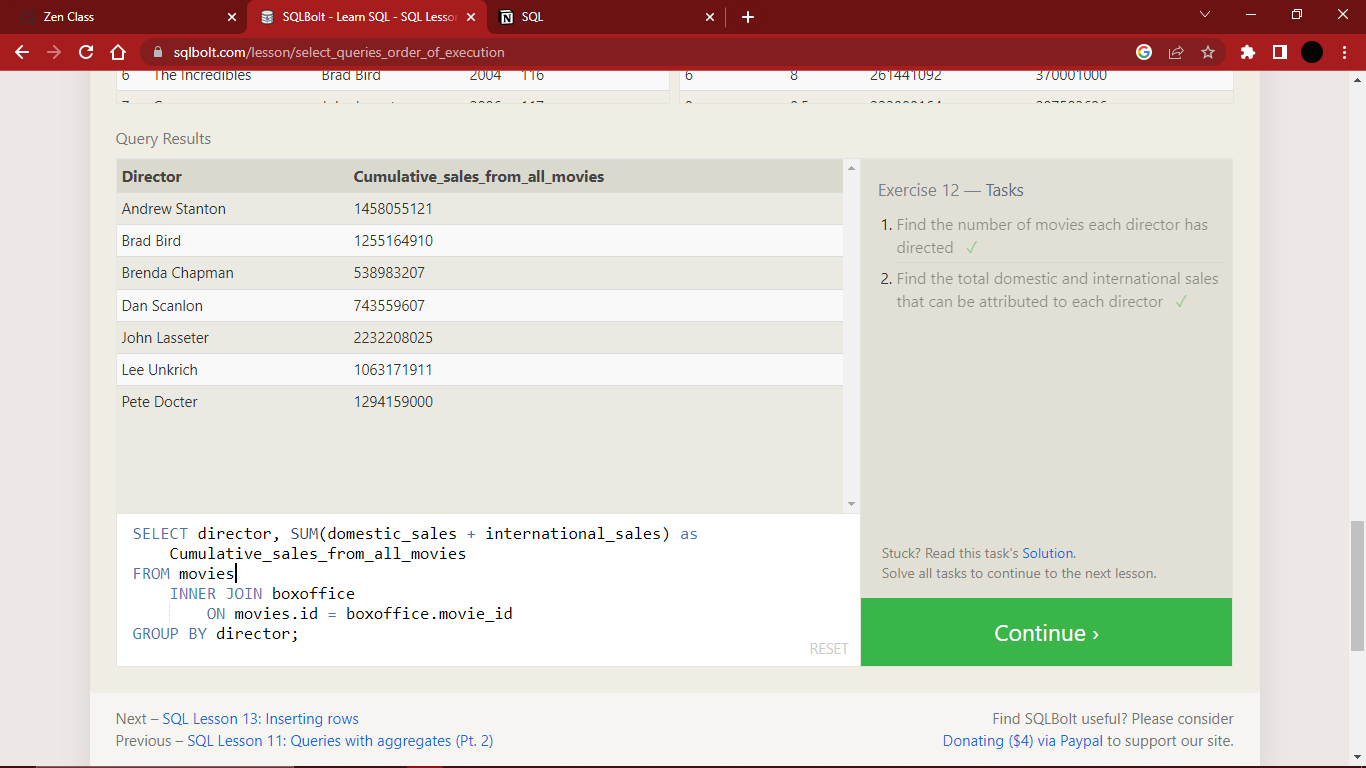 Zen Class
SQLBolt - Learn SQL - SQL Lesson
SQL
sqlbolt.com/lesson/select_queries_order_of_execution
6 The Incredibles Brad Bird 2004 116
6 8 261441092 370001000
Query Results
Director Cumulative_sales_from_all_movies
Andrew Stanton 1458055121
Brad Bird 1255164910
Brenda Chapman 538983207
Dan Scanlon 743559607
John Lasseter 2232208025
Lee Unkrich 1063171911
Pete Docter 1294159000
Exercise 12 — Tasks
1. Find the number of movies each director has
directed ✓
2. Find the total domestic and international sales
that can be attributed to each director ✓
SELECT director, SUM(domestic_sales + international_sales) as
Cumulative_sales_from_all_movies
FROM movies
INNER JOIN boxoffice
ON movies.id = boxoffice.movie_id
GROUP BY director;
RESET
Stuck? Read this task's Solution.
Solve all tasks to continue to the next lesson.
Continue ›
Next – SQL Lesson 13: Inserting rows
Previous – SQL Lesson 11: Queries with aggregates (Pt. 2)
Find SQLBolt useful? Please consider
Donating ($4) via Paypal to support our site.